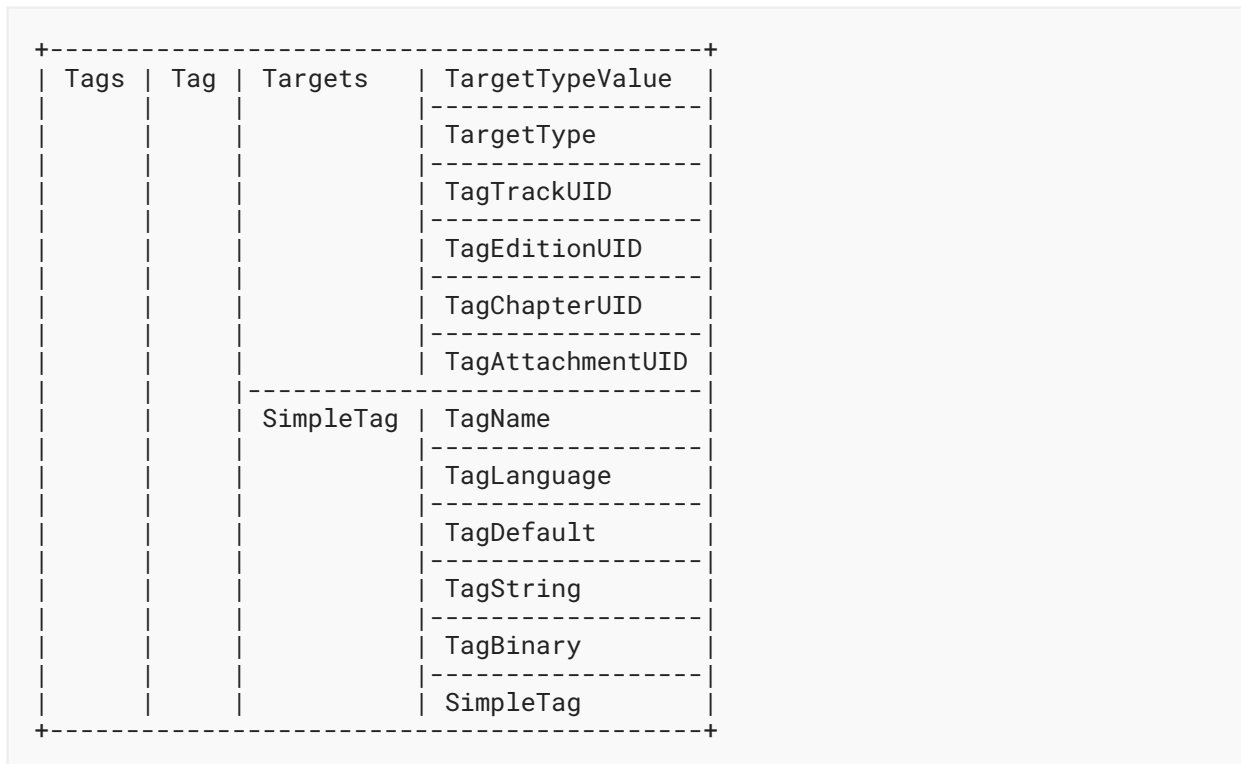 +-------------------------------------------+
| Tags | Tag | Targets   | TargetTypeValue  |
|      |     |           |------------------|
|      |     |           | TargetType       |
|      |     |           |------------------|
|      |     |           | TagTrackUID      |
|      |     |           |------------------|
|      |     |           | TagEditionUID    |
|      |     |           |------------------|
|      |     |           | TagChapterUID    |
|      |     |           |------------------|
|      |     |           | TagAttachmentUID |
|      |     |------------------------------|
|      |     | SimpleTag | TagName          |
|      |     |           |------------------|
|      |     |           | TagLanguage      |
|      |     |           |------------------|
|      |     |           | TagDefault       |
|      |     |           |------------------|
|      |     |           | TagString        |
|      |     |           |------------------|
|      |     |           | TagBinary        |
|      |     |           |------------------|
|      |     |           | SimpleTag        |
+-------------------------------------------+